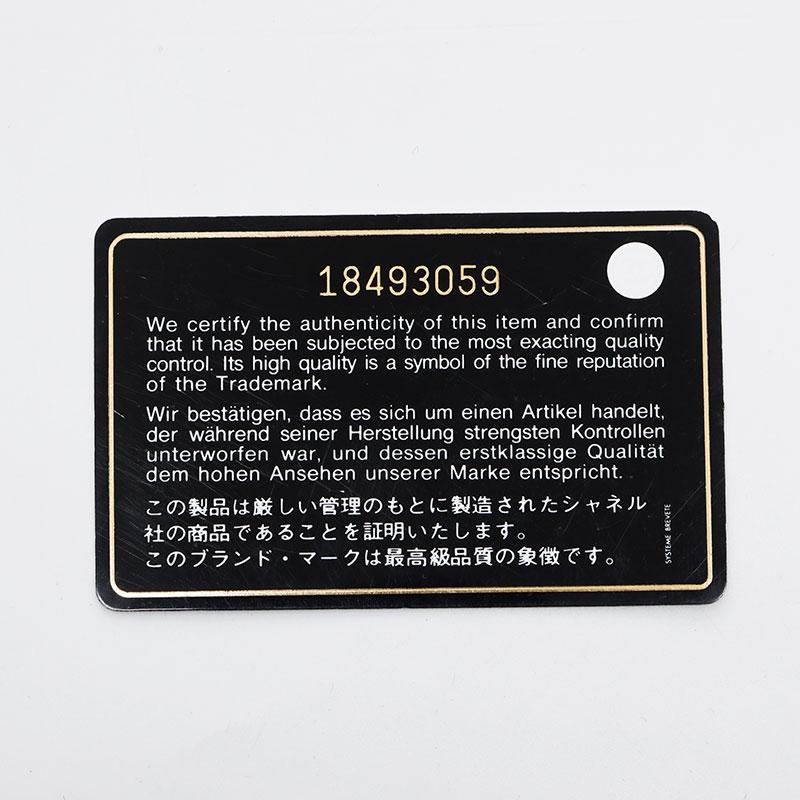 18493059
We certify the authenticity of this item and confirm
that it has been subjected to the most exacting quality
control. Its high quality is a symbol of the fine reputation
of the Trademark.
Wir bestätigen, dass es sich um einen Artikel handelt,
der während seiner Herstellung strengsten Kontrollen
unterworfen war, und dessen erstklassige Qualität
dem hohen Ansehen unserer Marke entspricht.
この製品は厳しい管理のもとに製造されたシャネル
社の商品であることを証明いたします。
このブランド・マークは最高級品質の象徴です。
SYSTEME BREVETE